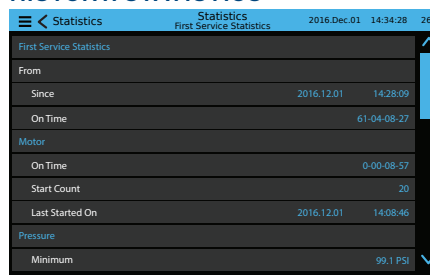 Statistics
Statistics
First Service Statistics
2016.Dec.01 14:34:28 26
First Service Statistics
From
Since 2016.12.01 14:28:09
On Time 61-04-08-27
Motor
On Time 0-00-08-57
Start Count 20
Last Started On 2016.12.01 14:08:46
Pressure
Minimum 99.1 PSI